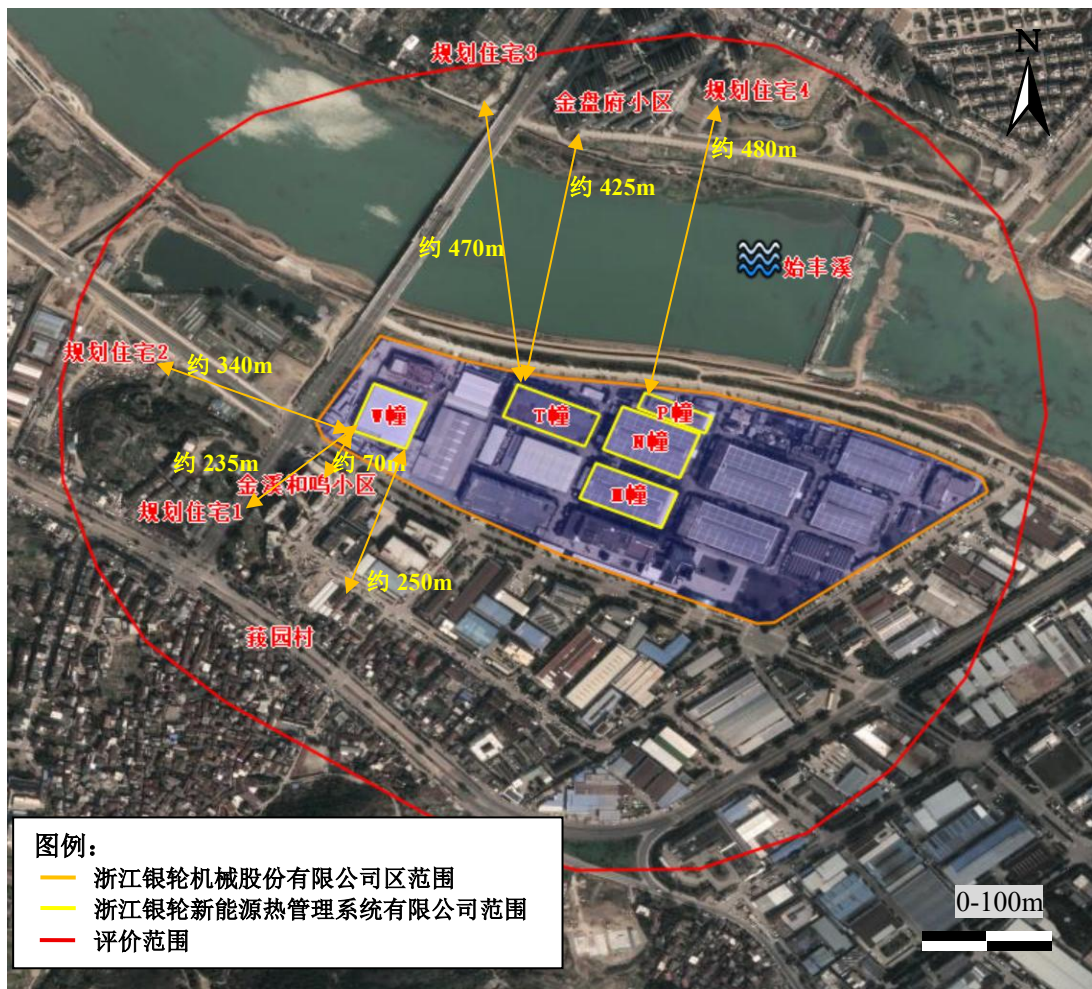 规划住宅3
N
金盘府小区
规划住宅4
约 480m
约 425m
约 470m
始丰溪
规划住宅2
约 340m
V幢
T幢
P幢
N幢
M幢
约 235m
约 70m
金溪和鸣小区
规划住宅1
约 250m
莪园村
图例：
浙江银轮机械股份有限公司区范围
浙江银轮新能源热管理系统有限公司范围
评价范围
0-100m